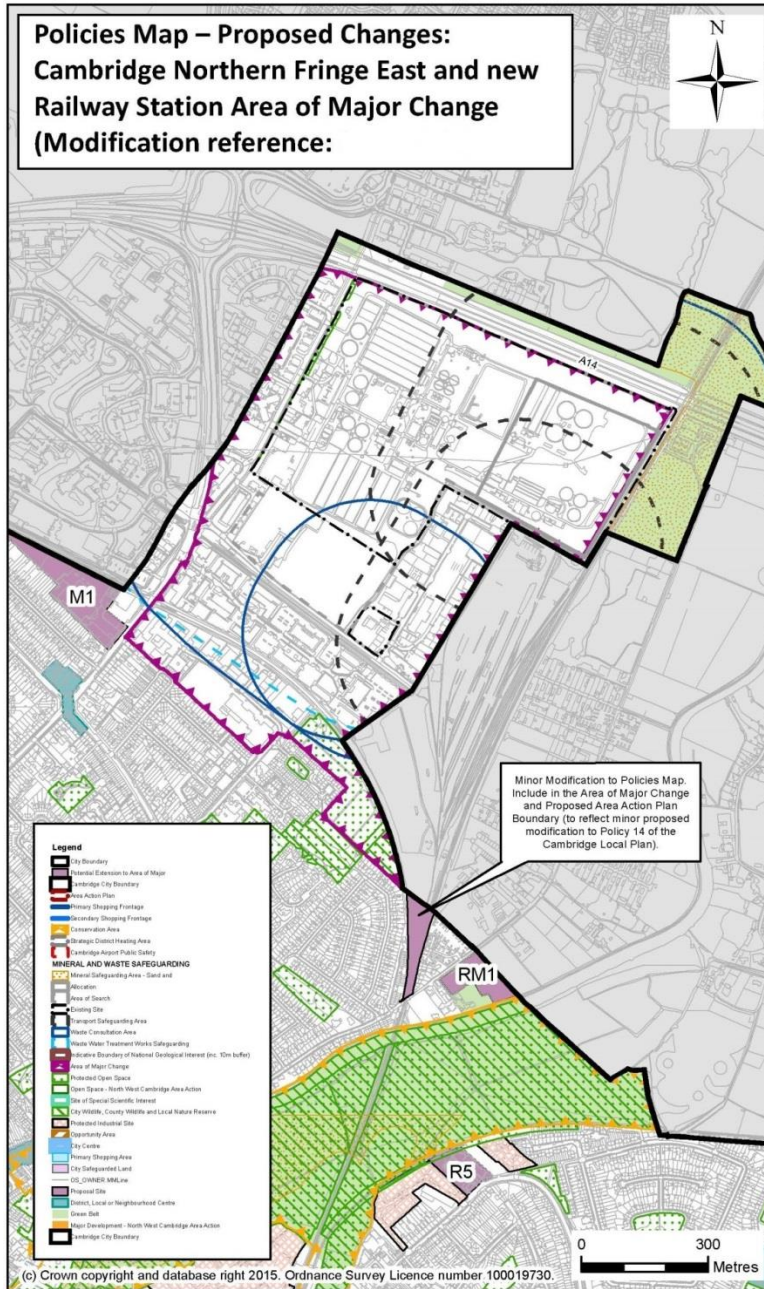 Policies Map – Proposed Changes:
Cambridge Northern Fringe East and new
Railway Station Area of Major Change
(Modification reference:
N
A14
M1
Minor Modification to Policies Map.
Include in the Area of Major Change
and Proposed Area Action Plan
Boundary (to reflect minor proposed
modification to Policy 14 of the
Cambridge Local Plan).
RM1
R5
Legend
City Boundary
Potential Extension to Area of Major
Cambridge City Boundary
Area Action Plan
Primary Shopping Frontage
Secondary Shopping Frontage
Conservation Area
Strategic District Heating Area
Cambridge Airport Public Safety
MINERAL AND WASTE SAFEGUARDING
Mineral Safeguarding Area - Sand and
Allocation
Area of Search
Existing Site
Transport Safeguarding Area
Waste Consultation Area
Waste Water Treatment Works Safeguarding
Indicative Boundary of National Geological Interest (inc. 10m buffer)
Area of Major Change
Protected Open Space
Open Space - North West Cambridge Area Action
Site of Special Scientific Interest
City Wildlife, County Wildlife and Local Nature Reserve
Protected Industrial Site
Opportunity Area
City Centre
Primary Shopping Area
City Safeguarded Land
OS_OWNER MMLine
Proposal Site
District, Local or Neighbourhood Centre
Green Belt
Major Development - North West Cambridge Area Action
Cambridge City Boundary
0 300
Metres
(c) Crown copyright and database right 2015. Ordnance Survey Licence number 100019730.